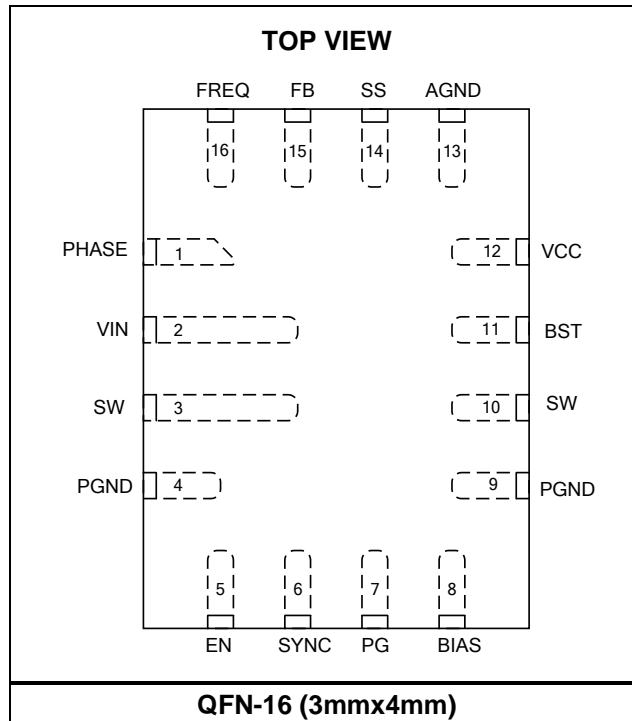 TOP VIEW
FREQ FB SS AGND
16 15 14 13
PHASE 1 12 VCC
VIN 2 11 BST
SW 3 10 SW
PGND 4 9 PGND
5 6 7 8
EN SYNC PG BIAS
QFN-16 (3mmx4mm)